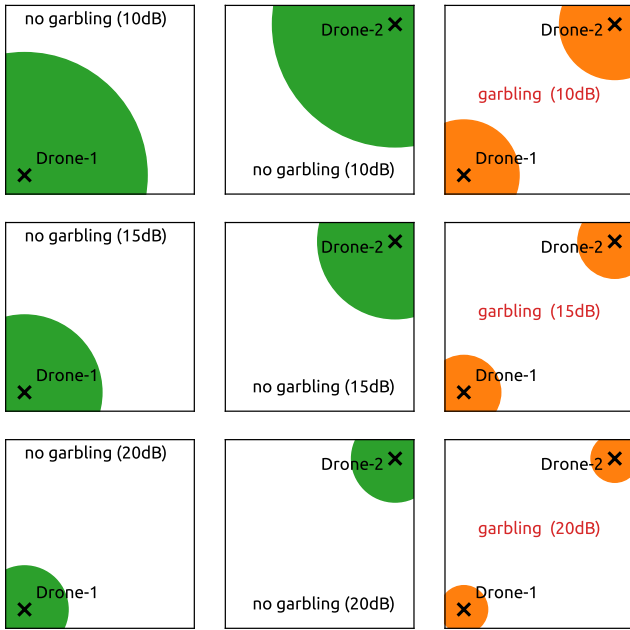 no garbling (10dB)
Drone-1
Drone-2
no garbling (10dB)
Drone-2
garbling (10dB)
Drone-1
no garbling (15dB)
Drone-1
Drone-2
no garbling (15dB)
Drone-2
garbling (15dB)
Drone-1
no garbling (20dB)
Drone-1
Drone-2
no garbling (20dB)
Drone-2
garbling (20dB)
Drone-1